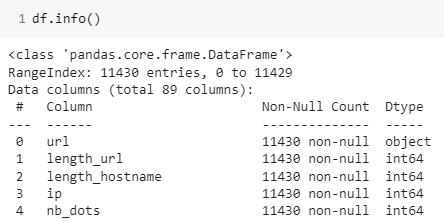 1 df.info()
<class 'pandas.core.frame.DataFrame'>
RangeIndex: 11430 entries, 0 to 11429
Data columns (total 89 columns):
 #   Column                      Non-Null Count  Dtype
---  ------                      --------------  -----
 0   url                         11430 non-null  object
 1   length_url                  11430 non-null  int64
 2   length_hostname             11430 non-null  int64
 3   ip                          11430 non-null  int64
 4   nb_dots                     11430 non-null  int64